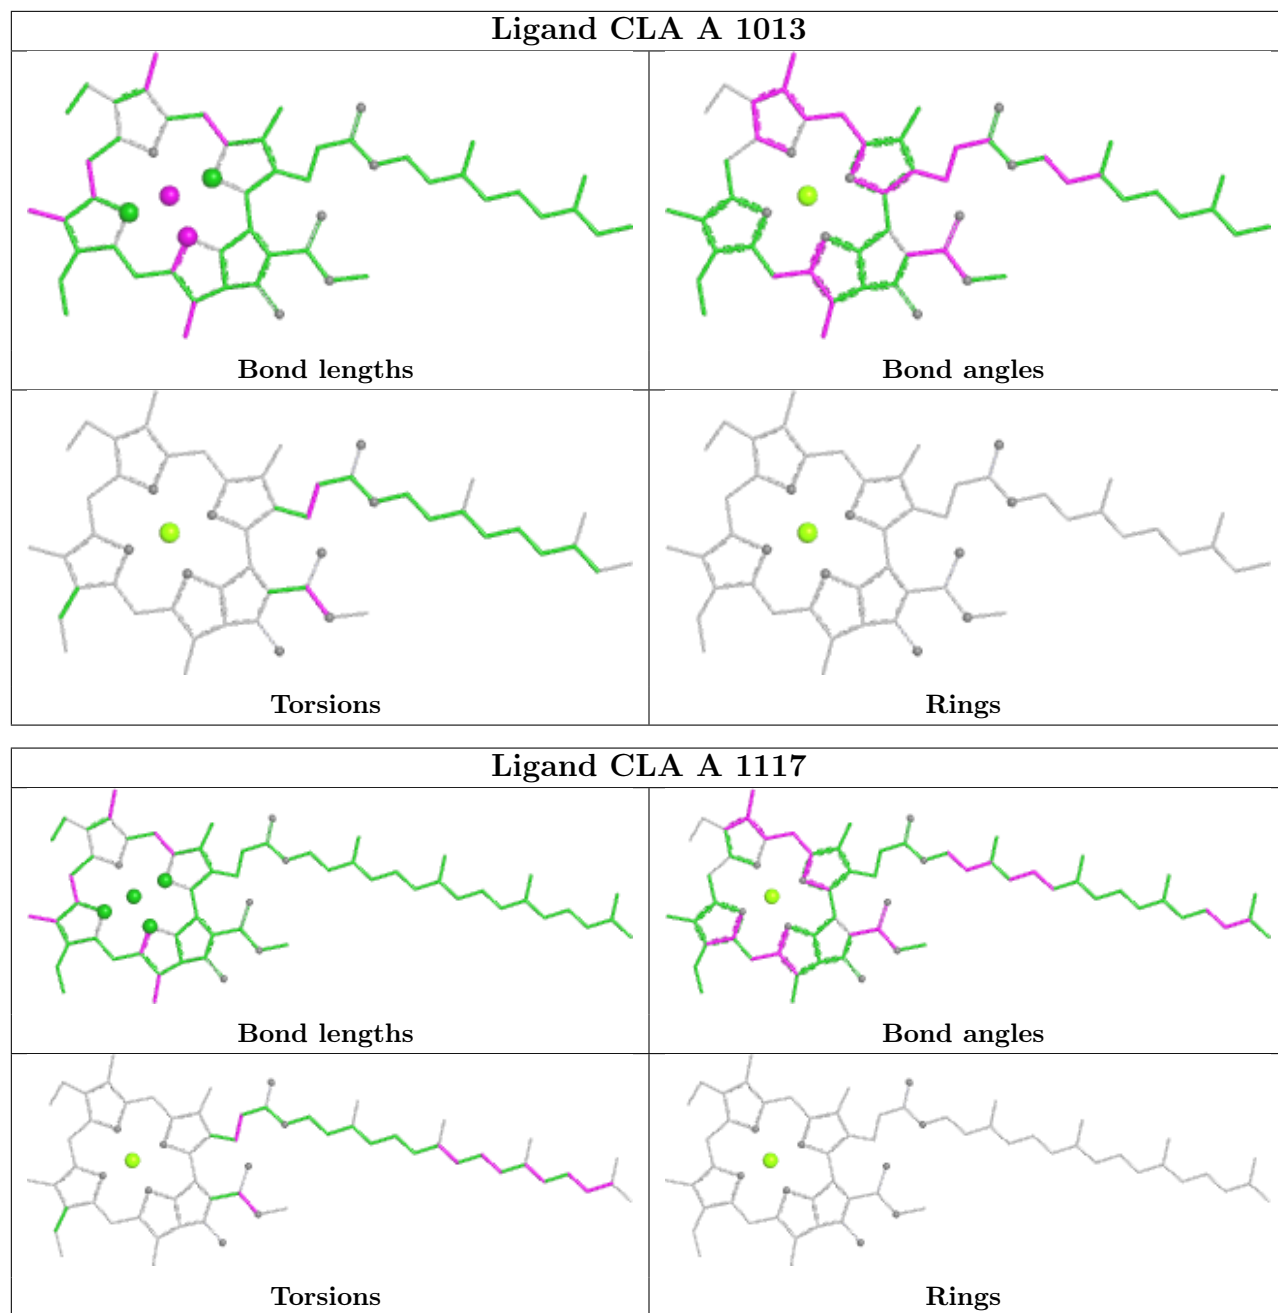 Ligand CLA A 1013
Bond lengths
Bond angles
Torsions
Rings
Ligand CLA A 1117
Bond lengths
Bond angles
Torsions
Rings